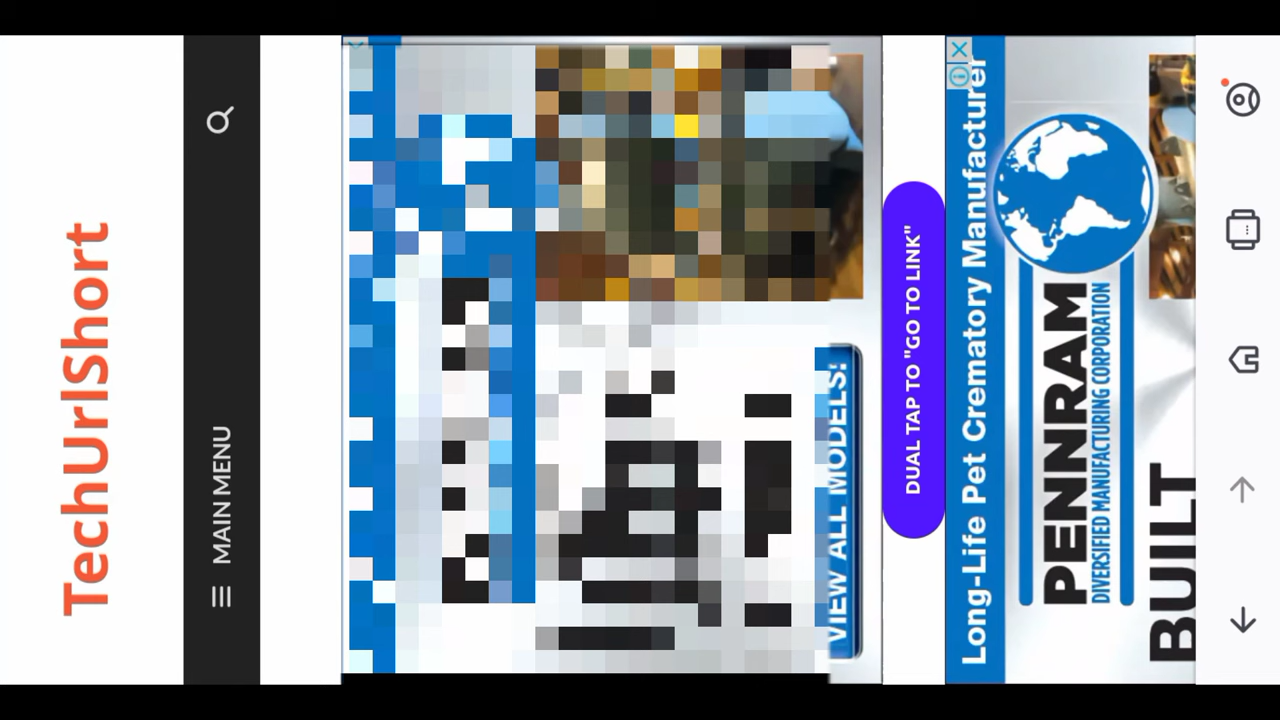 TechUrlShort
MAIN MENU
VIEW ALL MODELS!
DUAL TAP TO "GO TO LINK"
Long-Life Pet Crematory Manufacturer
PENNRAM
DIVERSIFIED MANUFACTURING CORPORATION
BUILT